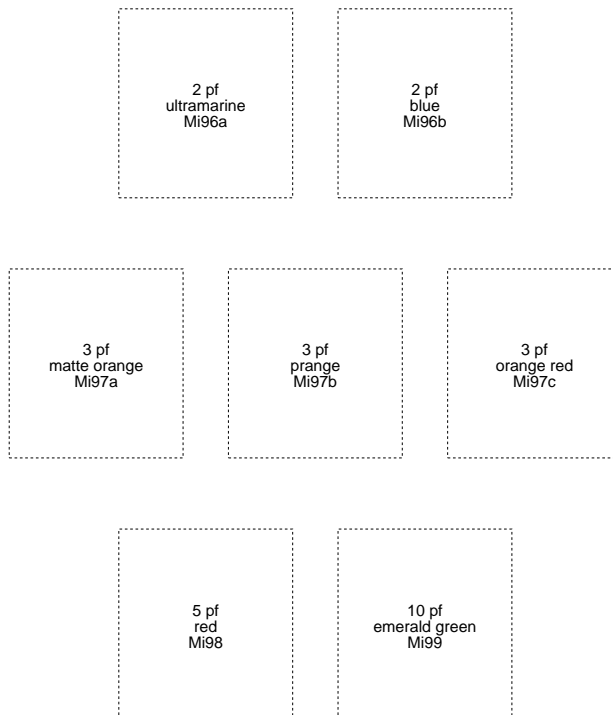 2 pf
ultramarine
Mi96a
2 pf
blue
Mi96b
3 pf
matte orange
Mi97a
3 pf
prange
Mi97b
3 pf
orange red
Mi97c
5 pf
red
Mi98
10 pf
emerald green
Mi99